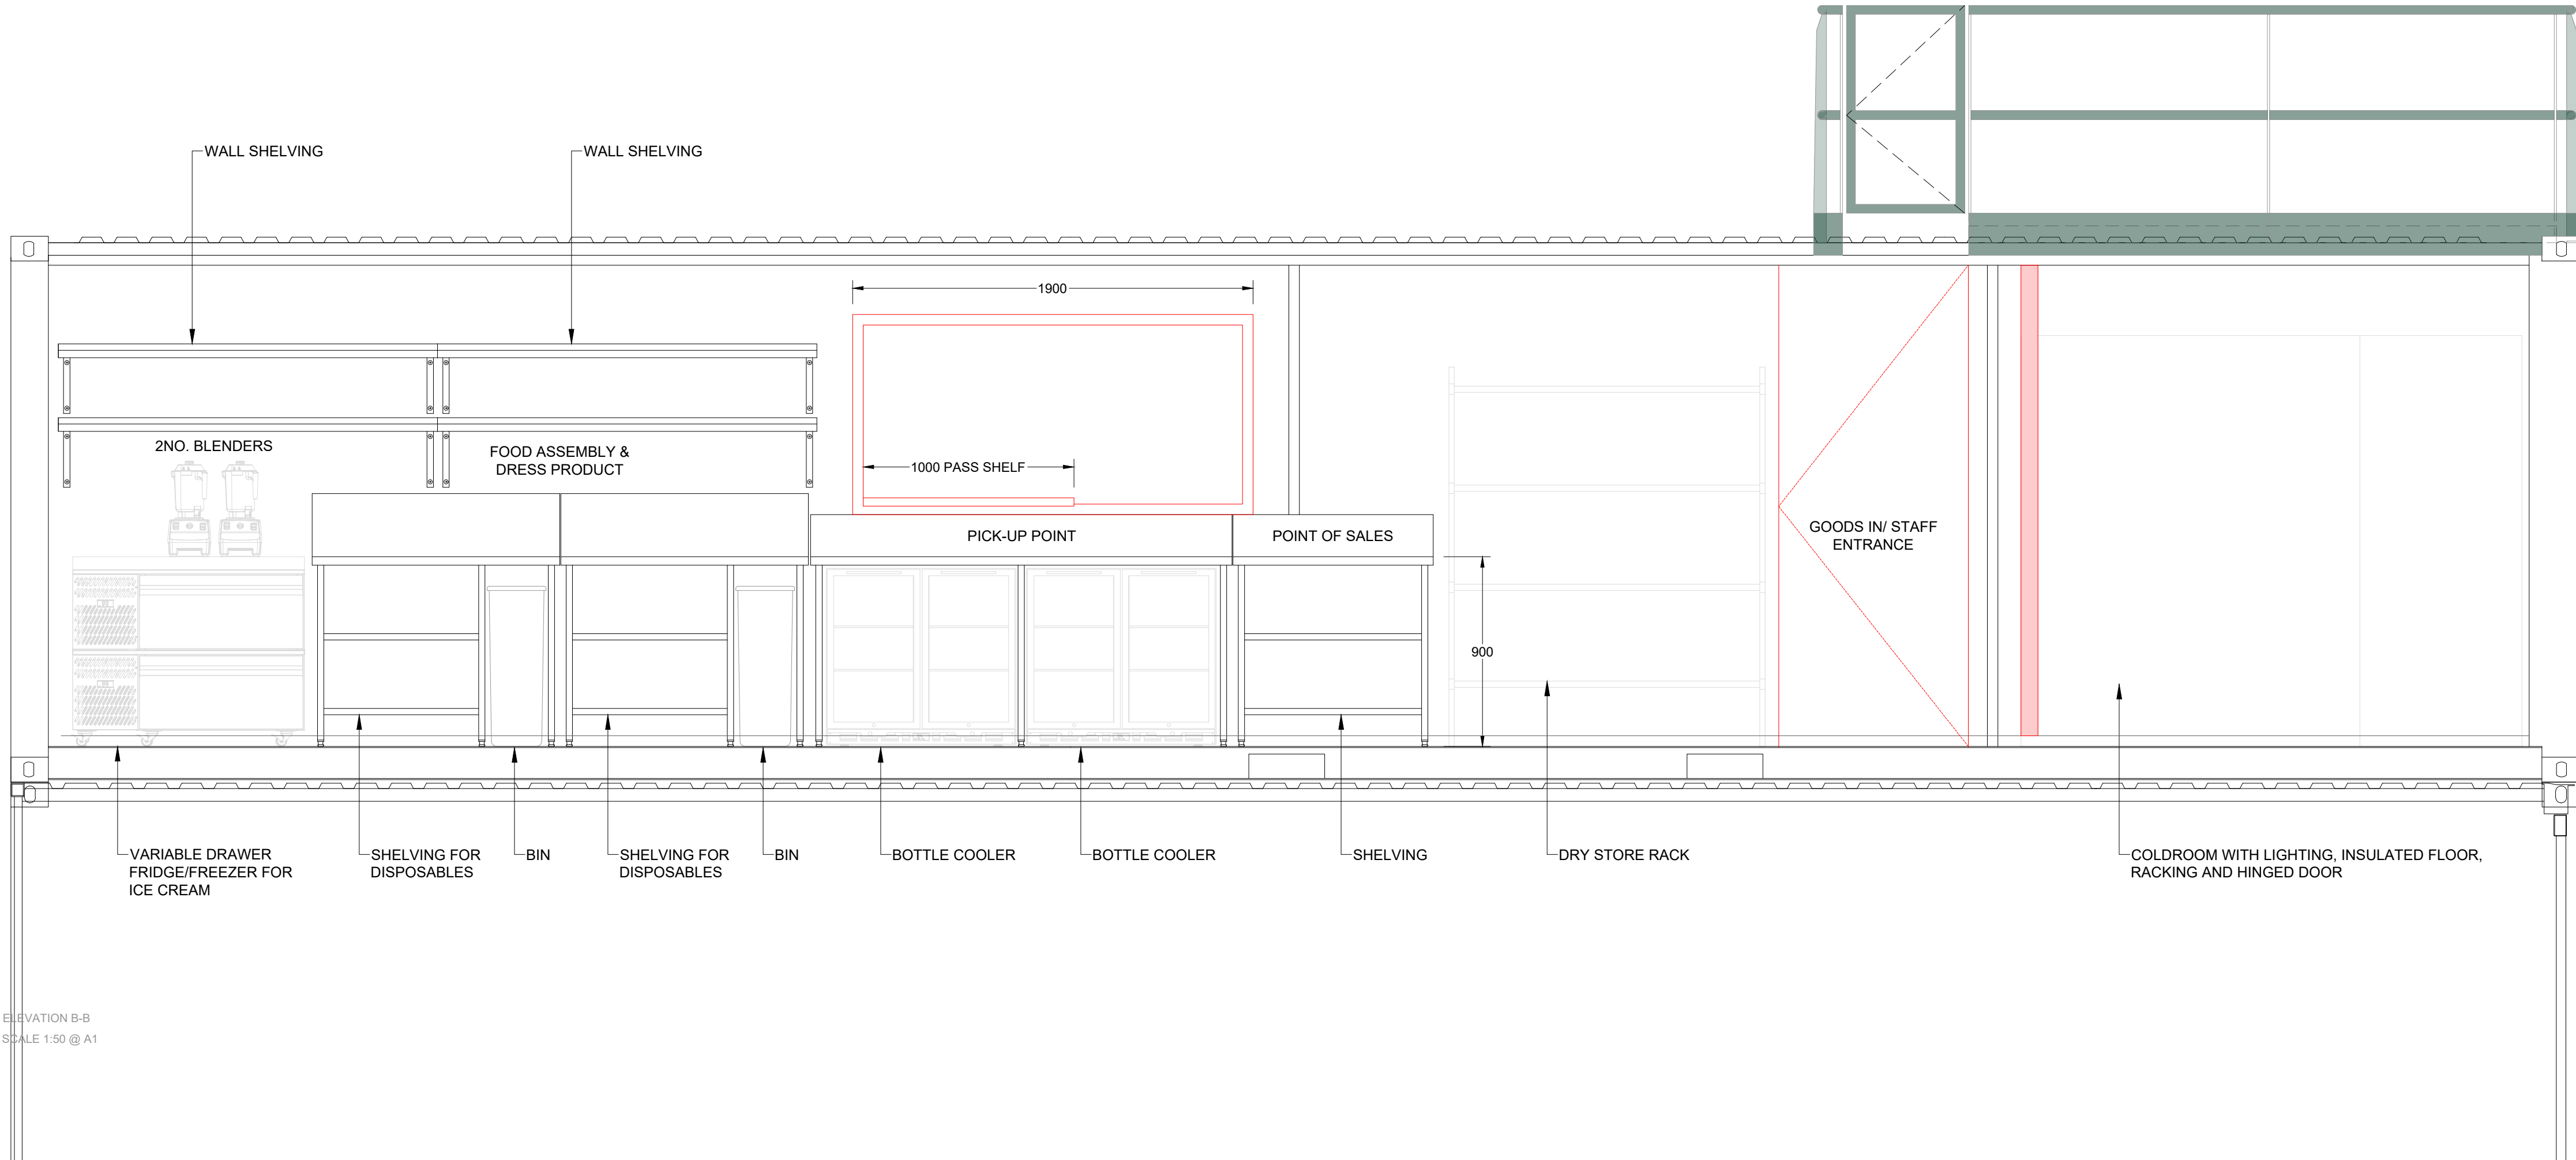 WALL SHELVING
WALL SHELVING
1900
2NO. BLENDERS
FOOD ASSEMBLY &
DRESS PRODUCT
1000 PASS SHELF
PICK-UP POINT
POINT OF SALES
GOODS IN/ STAFF
ENTRANCE
900
VARIABLE DRAWER
FRIDGE/FREEZER FOR
ICE CREAM
SHELVING FOR
DISPOSABLES
BIN
SHELVING FOR
DISPOSABLES
BIN
BOTTLE COOLER
BOTTLE COOLER
SHELVING
DRY STORE RACK
COLDROOM WITH LIGHTING, INSULATED FLOOR,
RACKING AND HINGED DOOR
ELEVATION B-B
SCALE 1:50 @ A1